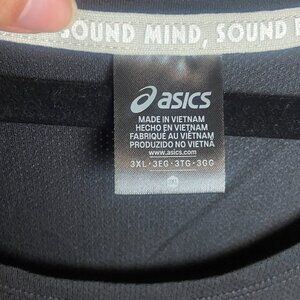 SOUND MIND, SOUND B
asics
MADE IN VIETNAM
HECHO EN VIETNAM
FABRIQUÉ AU VIÊTNAM
PRODUZIDO NO VIETNÃ
www.asics.com
3XL • 3EG • 3TG • 3GG